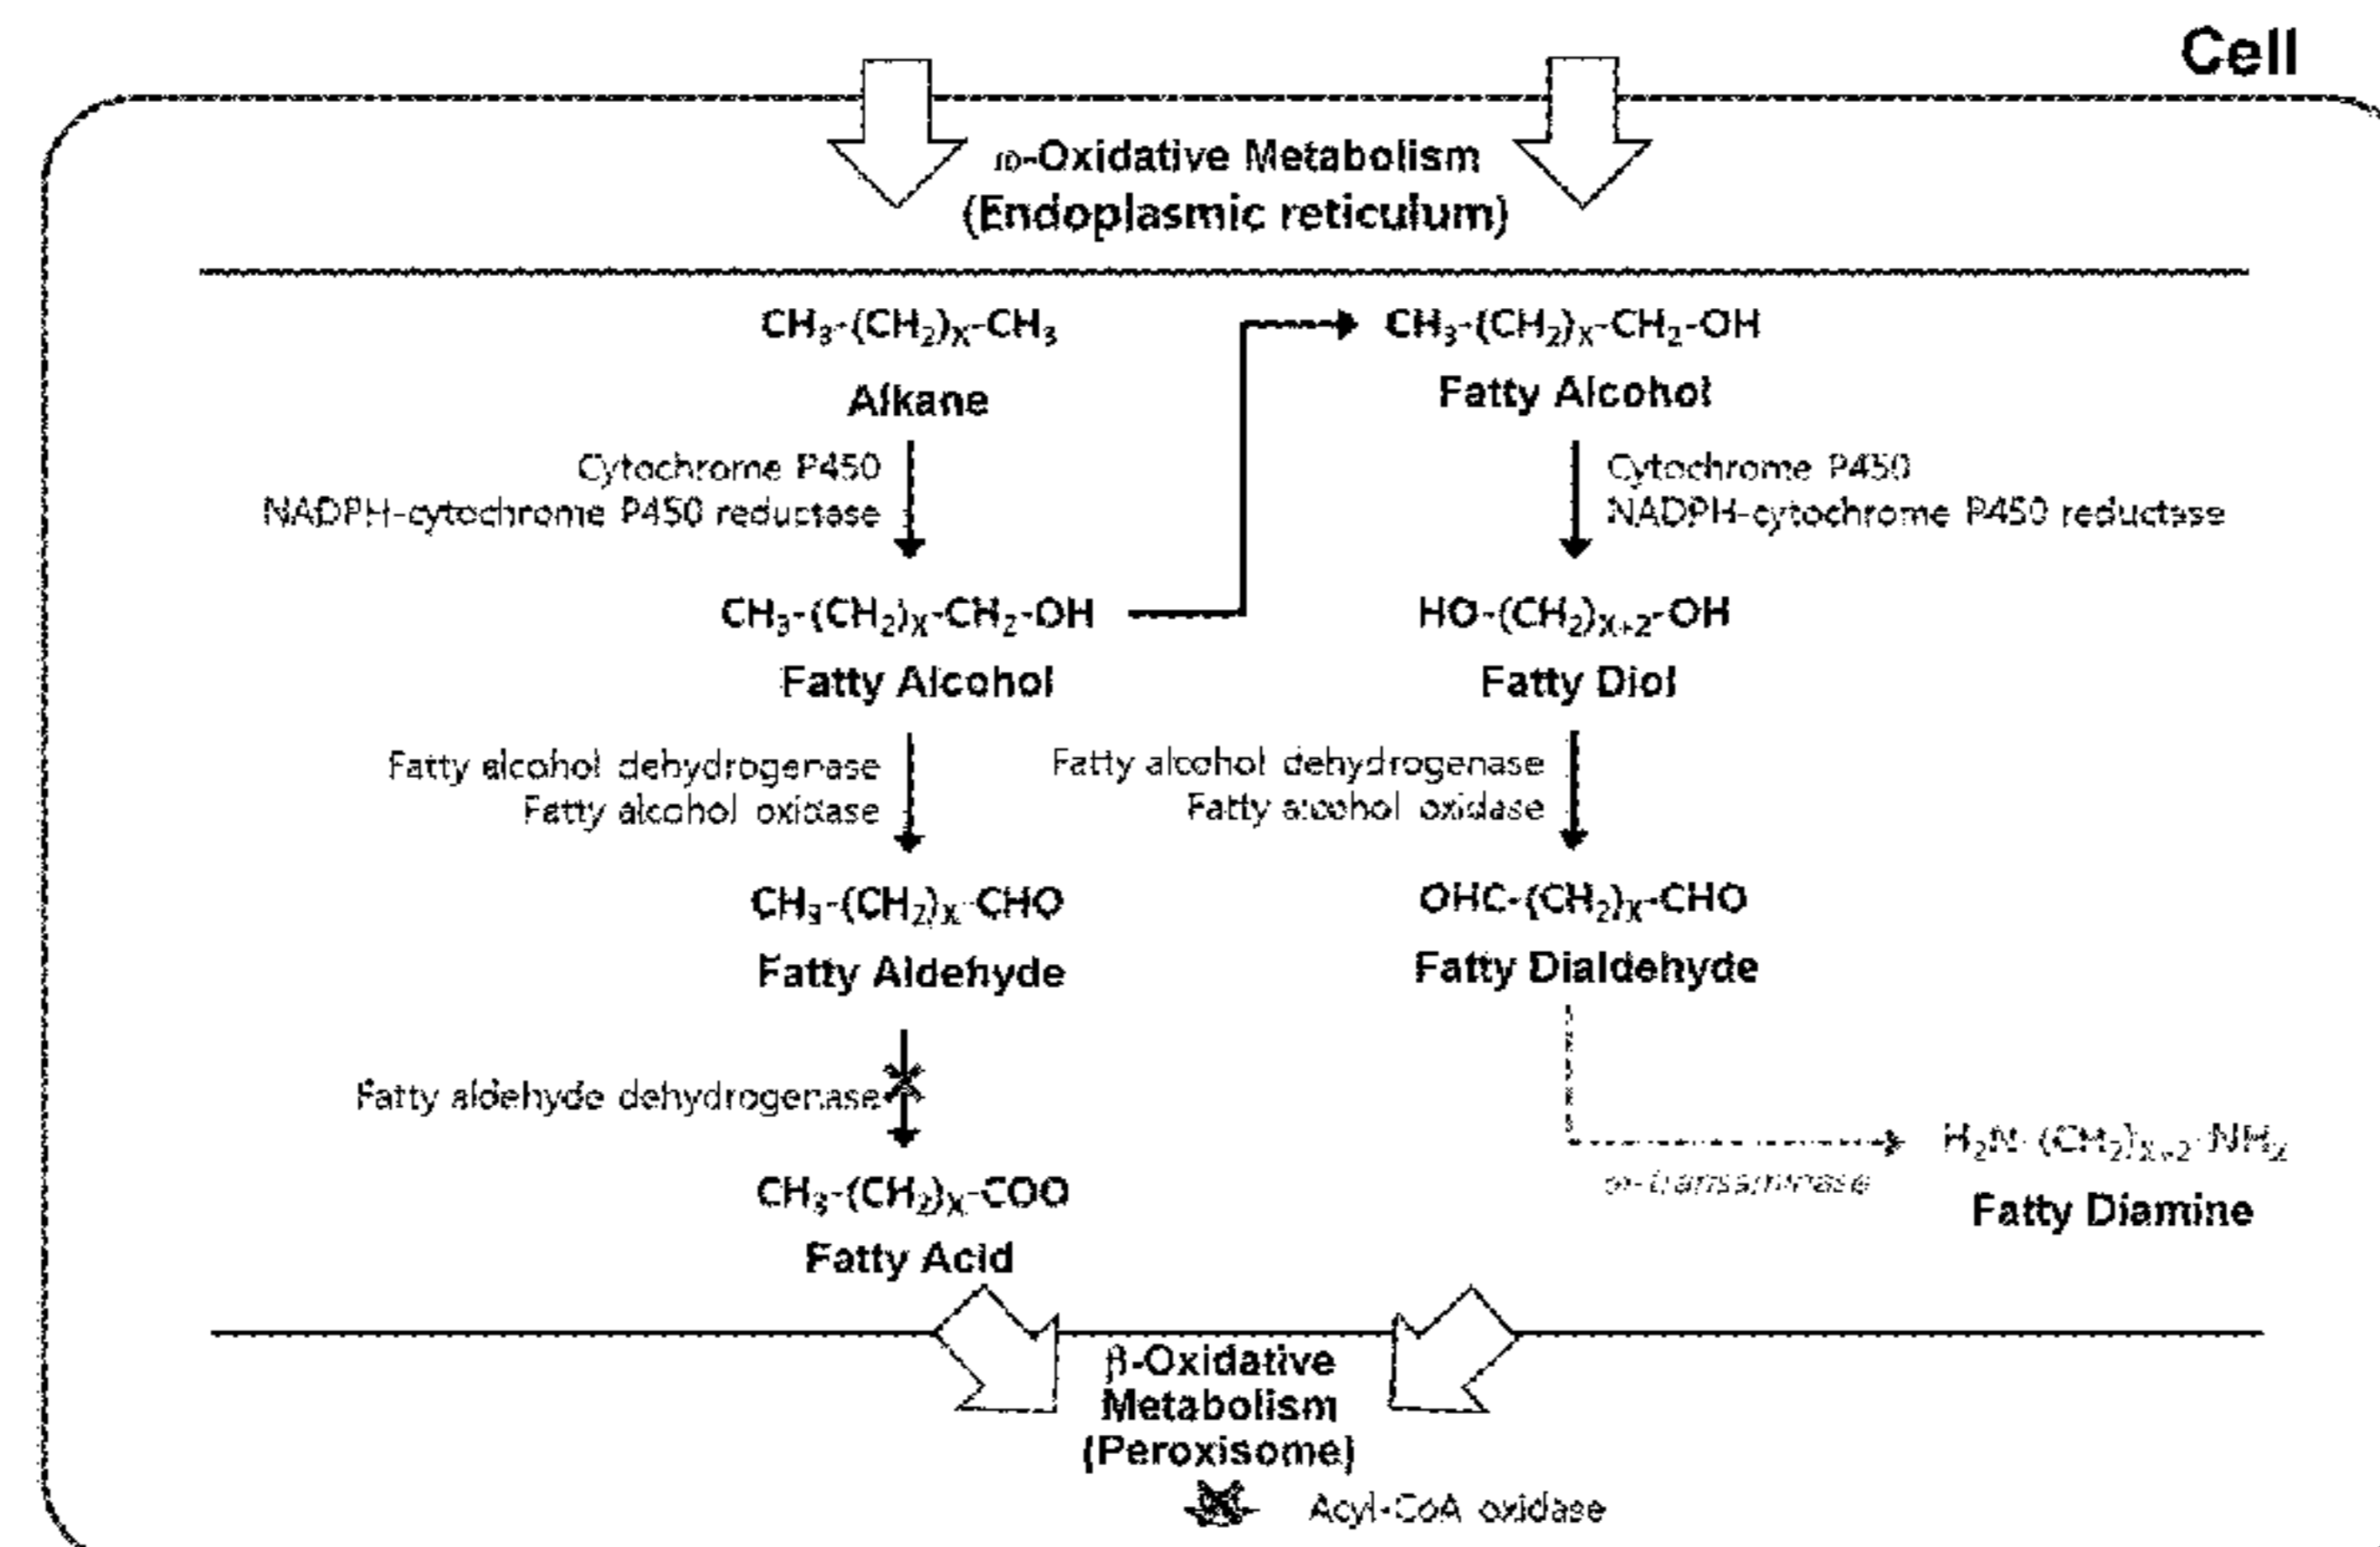 Cell
ω-Oxidative Metabolism
(Endoplasmic reticulum)
CH₃-(CH₂)ₓ-CH₃
Alkane
Cytochrome P450
NADPH-cytochrome P450 reductase
CH₃-(CH₂)ₓ-CH₂-OH
Fatty Alcohol
Fatty alcohol dehydrogenase
Fatty alcohol oxidase
CH₃-(CH₂)ₓ-CHO
Fatty Aldehyde
Fatty aldehyde dehydrogenase
CH₃-(CH₂)ₓ-COO
Fatty Acid
CH₃-(CH₂)ₓ-CH₂-OH
Fatty Alcohol
Cytochrome P450
NADPH-cytochrome P450 reductase
HO-(CH₂)ₓ₊₂-OH
Fatty Diol
Fatty alcohol dehydrogenase
Fatty alcohol oxidase
OHC-(CH₂)ₓ-CHO
Fatty Dialdehyde
ω-transaminase
H₂N-(CH₂)ₓ₊₂-NH₂
Fatty Diamine
β-Oxidative
Metabolism
(Peroxisome)
Acyl-CoA oxidase